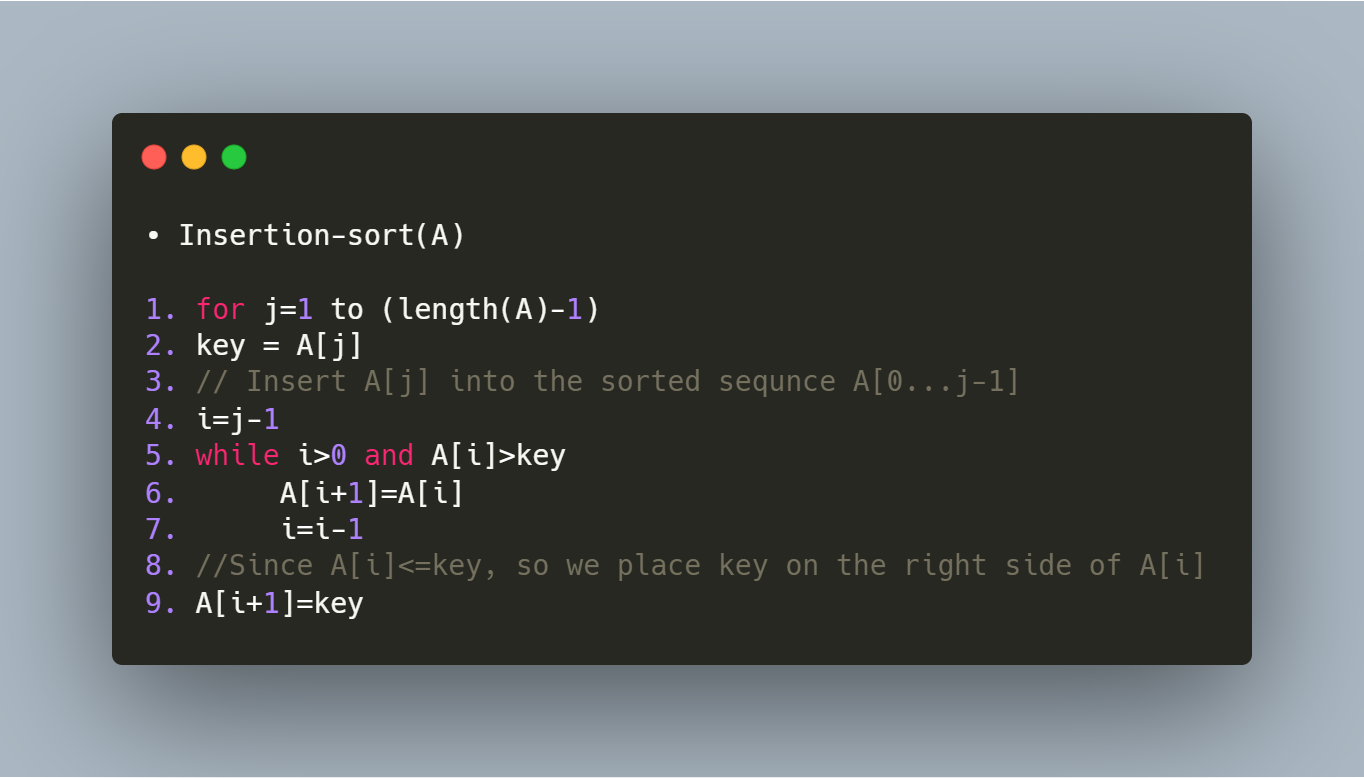 • Insertion-sort(A)
1. for j=1 to (length(A)-1)
2. key = A[j]
3. // Insert A[j] into the sorted sequnce A[0...j-1]
4. i=j-1
5. while i>0 and A[i]>key
6.      A[i+1]=A[i]
7.      i=i-1
8. //Since A[i]<=key, so we place key on the right side of A[i]
9. A[i+1]=key